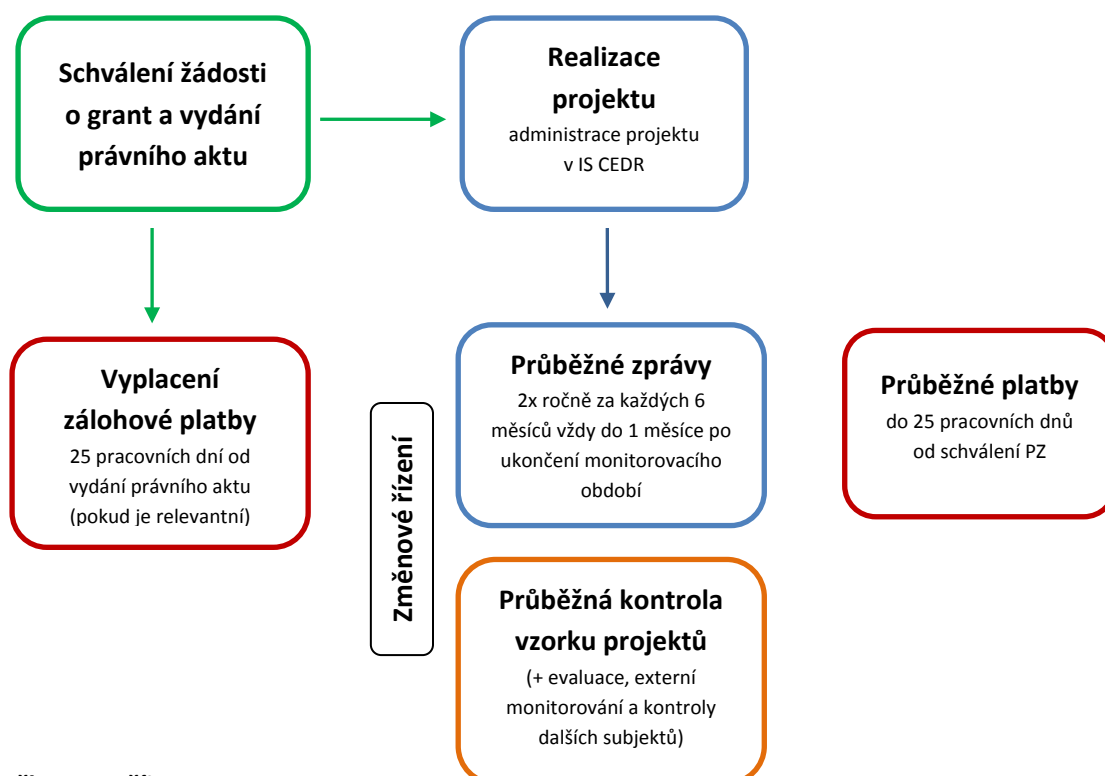 Schválení žádosti
o grant a vydání
právního aktu
Realizace
projektu
administrace projektu
v IS CEDR
Vyplacení
zálohové platby
25 pracovních dní od
vydání právního aktu
(pokud je relevantní)
Změnové řízení
Průběžné zprávy
2x ročně za každých 6
měsíců vždy do 1 měsíce po
ukončení monitorovacího
období
Průběžné platby
do 25 pracovních dnů
od schválení PZ
Průběžná kontrola
vzorku projektů
(+ evaluace, externí
monitorování a kontroly
dalších subjektů)